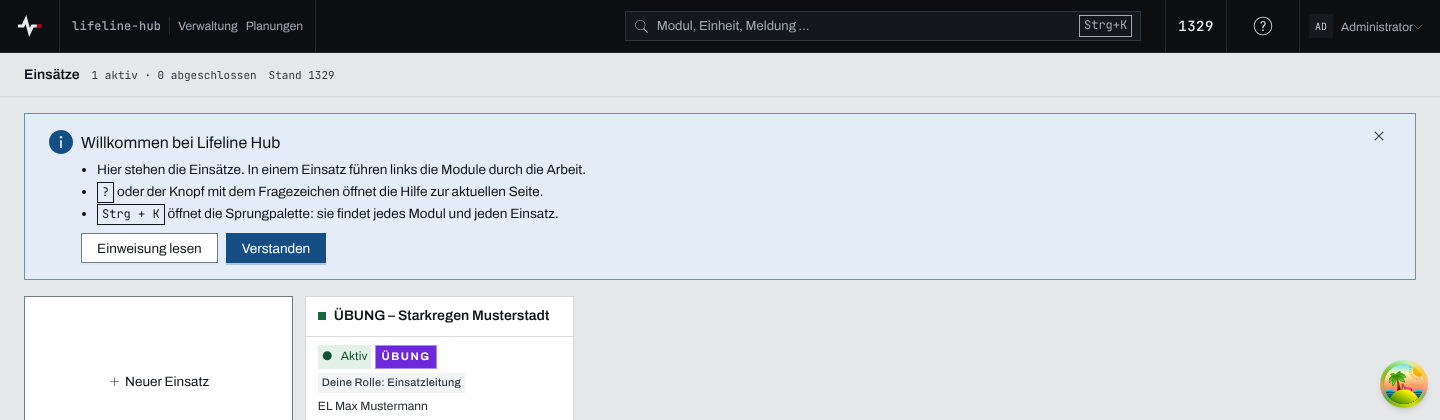 lifeline-hub Verwaltung Planungen Modul, Einheit, Meldung ... Strg+K 1329 ? AD Administrator
Einsätze 1 aktiv · 0 abgeschlossen Stand 1329
Willkommen bei Lifeline Hub
• Hier stehen die Einsätze. In einem Einsatz führen links die Module durch die Arbeit.
• ? oder der Knopf mit dem Fragezeichen öffnet die Hilfe zur aktuellen Seite.
• Strg + K öffnet die Sprungpalette: sie findet jedes Modul und jeden Einsatz.
Einweisung lesen Verstanden
ÜBUNG – Starkregen Musterstadt
Aktiv ÜBUNG
+ Neuer Einsatz
Deine Rolle: Einsatzleitung
EL Max Mustermann